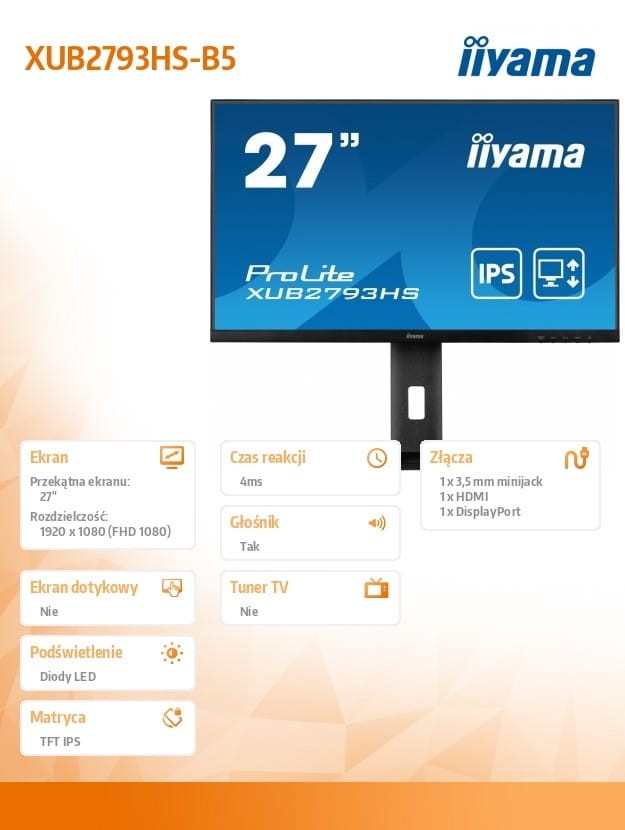 XUB2793HS-B5
iiyama
27”
iiyama
ProLite
XUB2793HS
IPS
iiyama
Ekran
Przekątna ekranu:
27"
Rozdzielczość:
1920 x 1080 (FHD 1080)
Czas reakcji
4ms
Złącza
1 x 3,5 mm minijack
1 x HDMI
1 x DisplayPort
Głośnik
Tak
Ekran dotykowy
Nie
Tuner TV
Nie
Podświetlenie
Diody LED
Matryca
TFT IPS